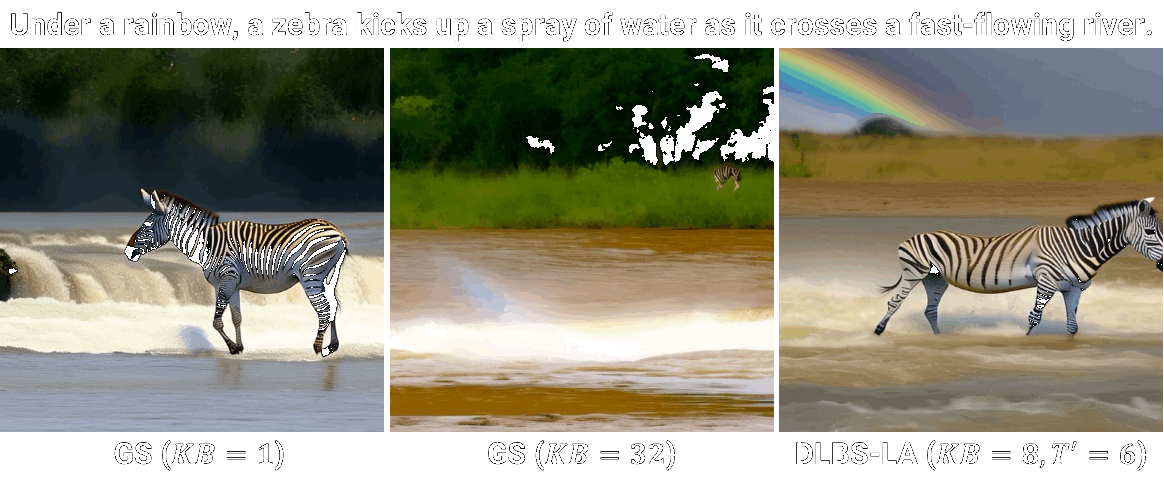 Under a rainbow, a zebra kicks up a spray of water as it crosses a fast-flowing river.
GS (KB = 1)
GS (KB = 32)
DLBS-LA (KB = 8, T′ = 6)